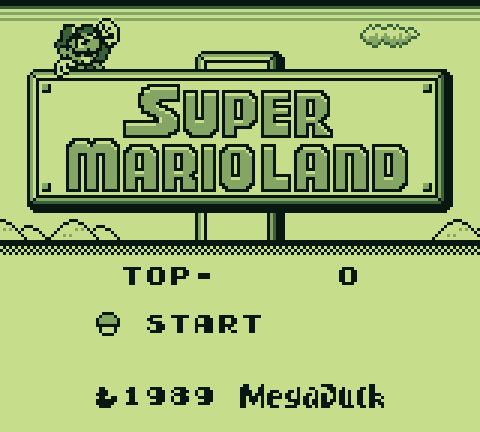 SUPER
MARIOLAND
TOP- 0
START
1989 MegaDuck